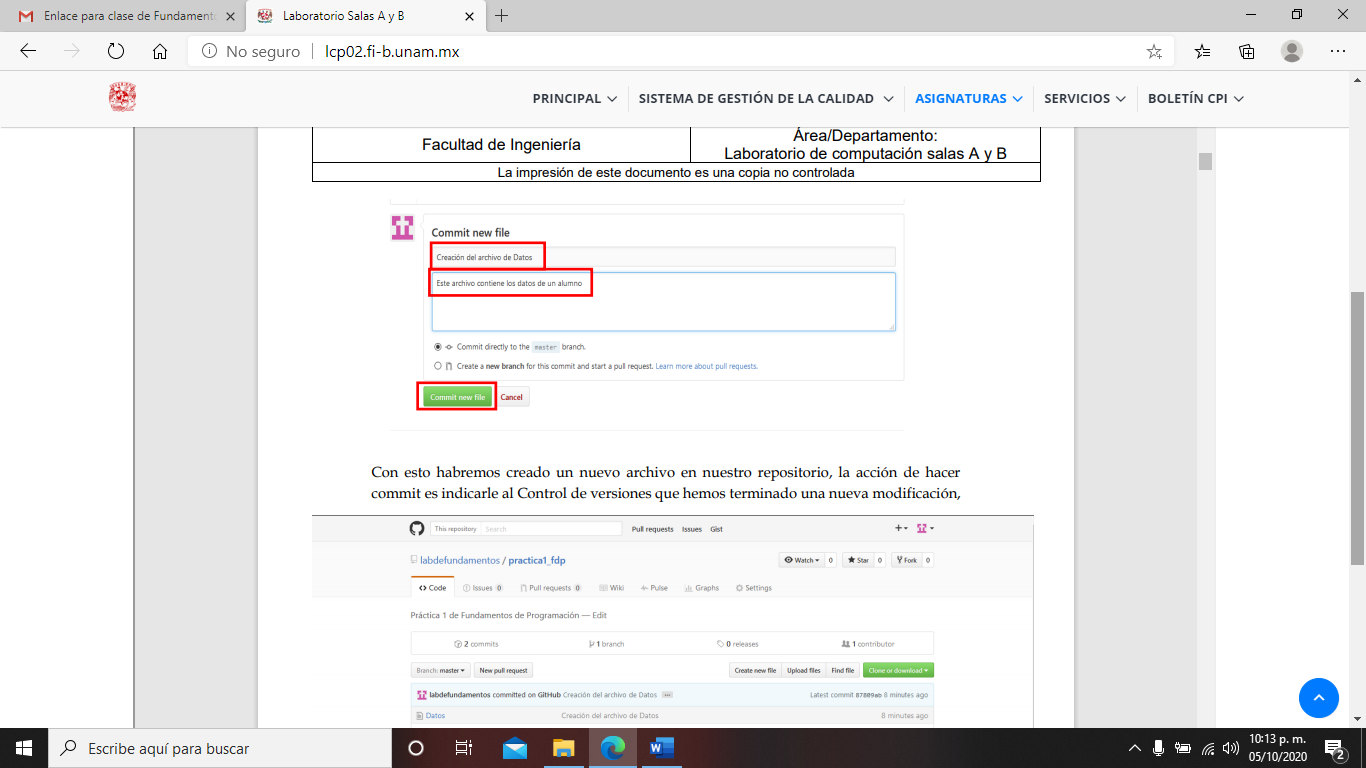 Enlace para clase de Fundament
Laboratorio Salas A y B
No seguro
lcp02.fi-b.unam.mx
PRINCIPAL
SISTEMA DE GESTIÓN DE LA CALIDAD
ASIGNATURAS
SERVICIOS
BOLETÍN CPI
Facultad de Ingeniería
Área/Departamento:
Laboratorio de computación salas A y B
La impresión de este documento es una copia no controlada
Commit new file
Creación del archivo de Datos
Este archivo contiene los datos de un alumno
Commit directly to the master branch.
Create a new branch for this commit and start a pull request. Learn more about pull requests.
Commit new file
Cancel
Con esto habremos creado un nuevo archivo en nuestro repositorio, la acción de hacer
commit es indicarle al Control de versiones que hemos terminado una nueva modificación,
This repository Search Pull requests Issues Gist
labdefundamentos / practica1_fdp
Watch 0 Star 0 Fork 0
Code Issues 0 Pull requests 0 Wiki Pulse Graphs Settings
Práctica 1 de Fundamentos de Programación — Edit
2 commits 1 branch 0 releases 1 contributor
Branch: master New pull request Create new file Upload files Find file Clone or download
labdefundamentos committed on GitHub Creación del archivo de Datos ... Latest commit 87809ab 8 minutes ago
Datos Creación del archivo de Datos 8 minutes ago
Escribe aquí para buscar
10:13 p. m.
05/10/2020
2